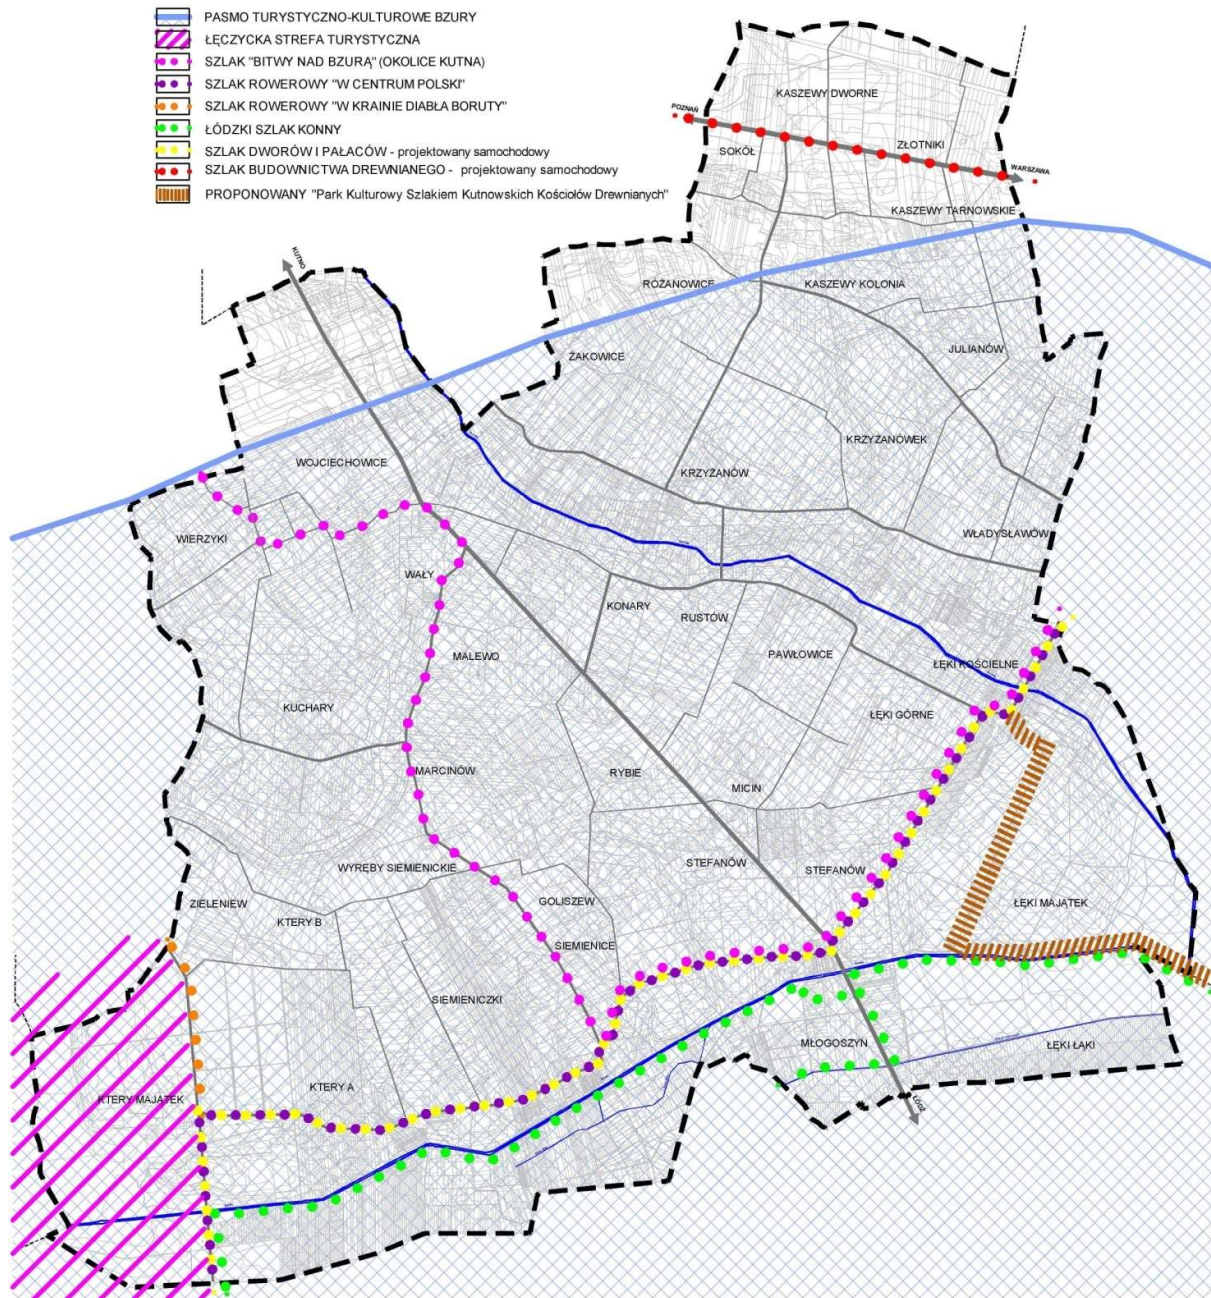 PASMO TURYSTYCZNO-KULTUROWE BZURY
ŁĘCZYCKA STREFA TURYSTYCZNA
SZLAK "BITWY NAD BZURĄ" (OKOLICE KUTNA)
SZLAK ROWEROWY "W CENTRUM POLSKI"
SZLAK ROWEROWY "W KRAINIE DIABŁA BORUTY"
ŁÓDZKI SZLAK KONNY
SZLAK DWORÓW I PAŁACÓW - projektowany samochodowy
SZLAK BUDOWNICTWA DREWNIANEGO - projektowany samochodowy
PROPONOWANY "Park Kulturowy Szlakiem Kutnowskich Kościołów Drewnianych"
KASZEWY DWORNE
POZNAŃ
SOKÓŁ
ZŁOTNIKI
WARSZAWA
KASZEWY TARNOWSKIE
KUTNO
RÓŻANOWICE
KASZEWY KOLONIA
ŻAKOWICE
JULIANÓW
KRZYŻANÓWEK
WOJCIECHOWICE
KRZYŻANÓW
WIERZYKI
WŁADYSŁAWÓW
WAŁY
KONARY
RUSTÓW
MALEWO
PAWŁOWICE
ŁĘKI KOŚCIELNE
KUCHARY
ŁĘKI GÓRNE
MARCINÓW
RYBIE
MICIN
WYRĘBY SIEMIENICKIE
STEFANÓW
STEFANÓW
ZIELENIEW
KTERY B
GOLISZEW
ŁĘKI MAJĄTEK
SIEMIENICE
SIEMIENICZKI
MŁOGOSZYN
ŁĘKI ŁĄKI
KTERY A
KTERY MAJĄTEK
ŁÓDŹ